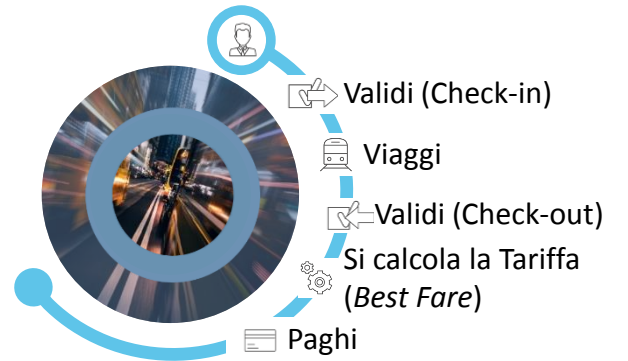 Validi (Check-in)
Viaggi
Validi (Check-out)
Si calcola la Tariffa
(Best Fare)
Paghi